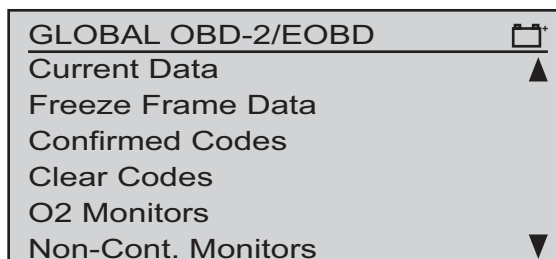 GLOBAL OBD-2/EOBD
Current Data
Freeze Frame Data
Confirmed Codes
Clear Codes
O2 Monitors
Non-Cont. Monitors